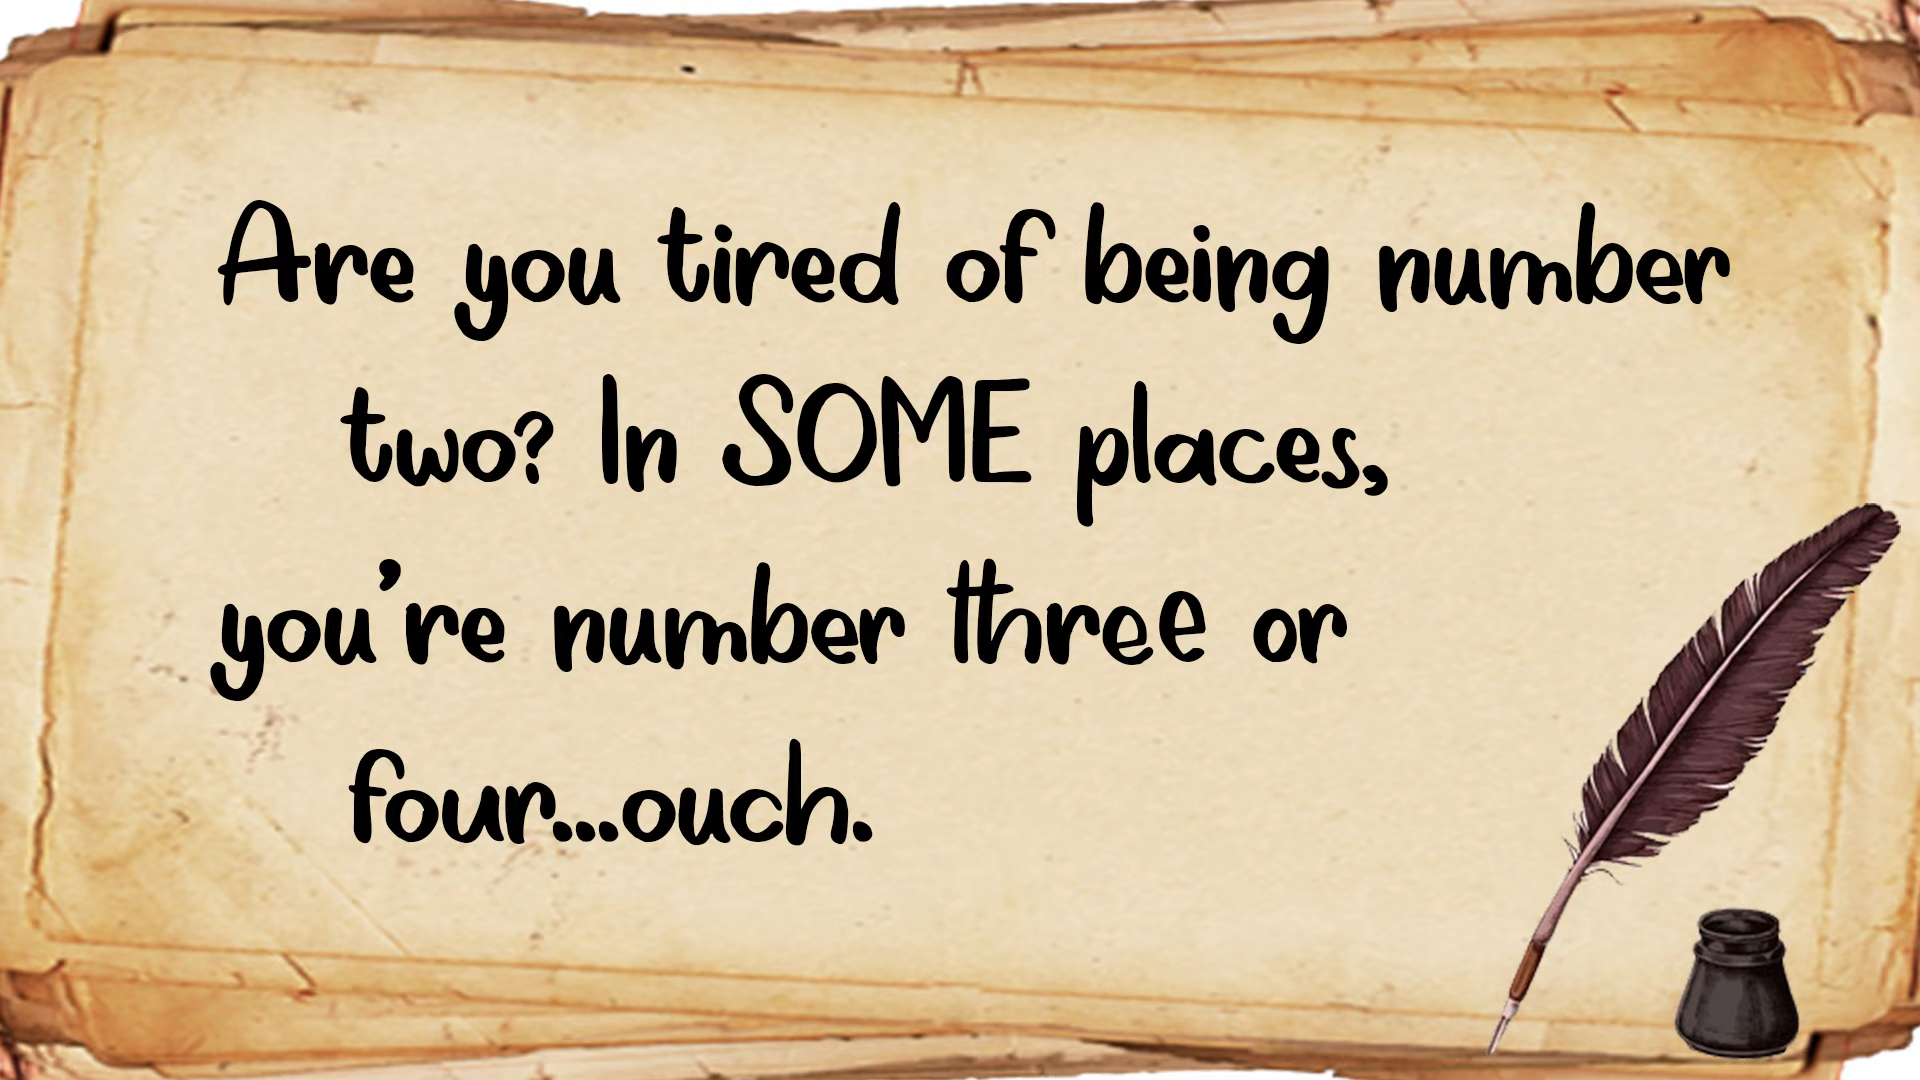 Are you tired of being number
two? In SOME places,
you're number three or
four...ouch.